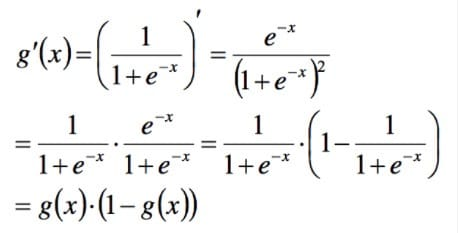 g'(x)=(1/(1+e^{-x}))' = e^{-x}/(1+e^{-x})^2
= 1/(1+e^{-x}) · e^{-x}/(1+e^{-x}) = 1/(1+e^{-x}) · (1 − 1/(1+e^{-x}))
= g(x)·(1−g(x))